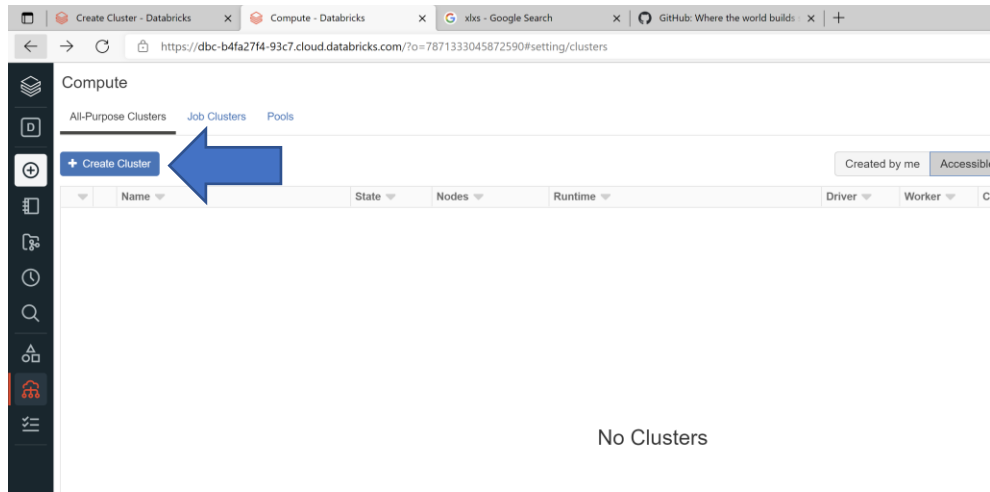 Create Cluster - Databricks
Compute - Databricks
xlxs - Google Search
GitHub: Where the world builds
https://dbc-b4fa27f4-93c7.cloud.databricks.com/?o=7871333045872590#setting/clusters
Compute
All-Purpose Clusters Job Clusters Pools
D
+ Create Cluster
Created by me Accessible
Name State Nodes Runtime Driver Worker C
No Clusters